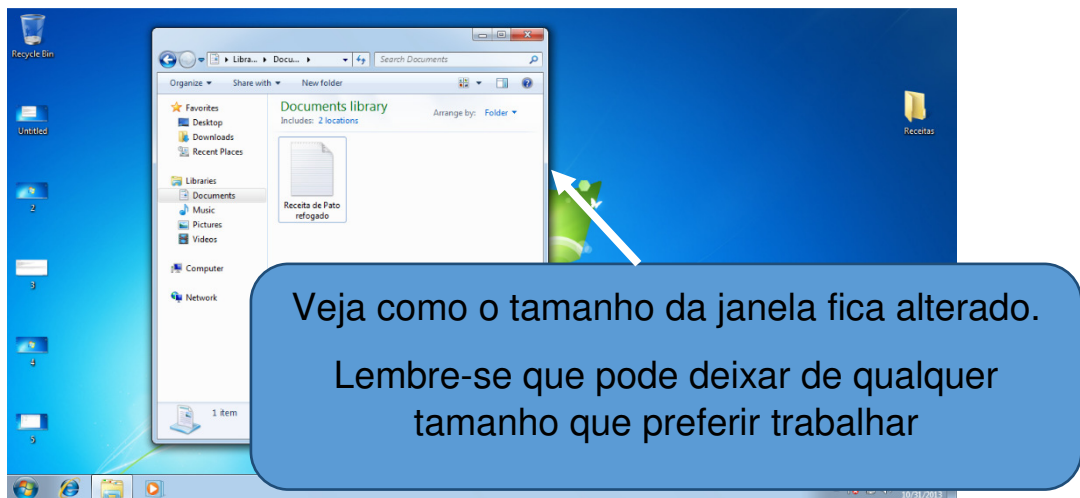 Recycle Bin
Libra... Docu...
Search Documents
Organize Share with New folder
Favorites
Desktop
Downloads
Recent Places
Libraries
Documents
Music
Pictures
Videos
Computer
Network
Documents library
Includes: 2 locations
Arrange by: Folder
Receita de Pato
refogado
1 item
Untitled
2
3
4
5
Receitas
Veja como o tamanho da janela fica alterado.
Lembre-se que pode deixar de qualquer
tamanho que preferir trabalhar
10/31/2013